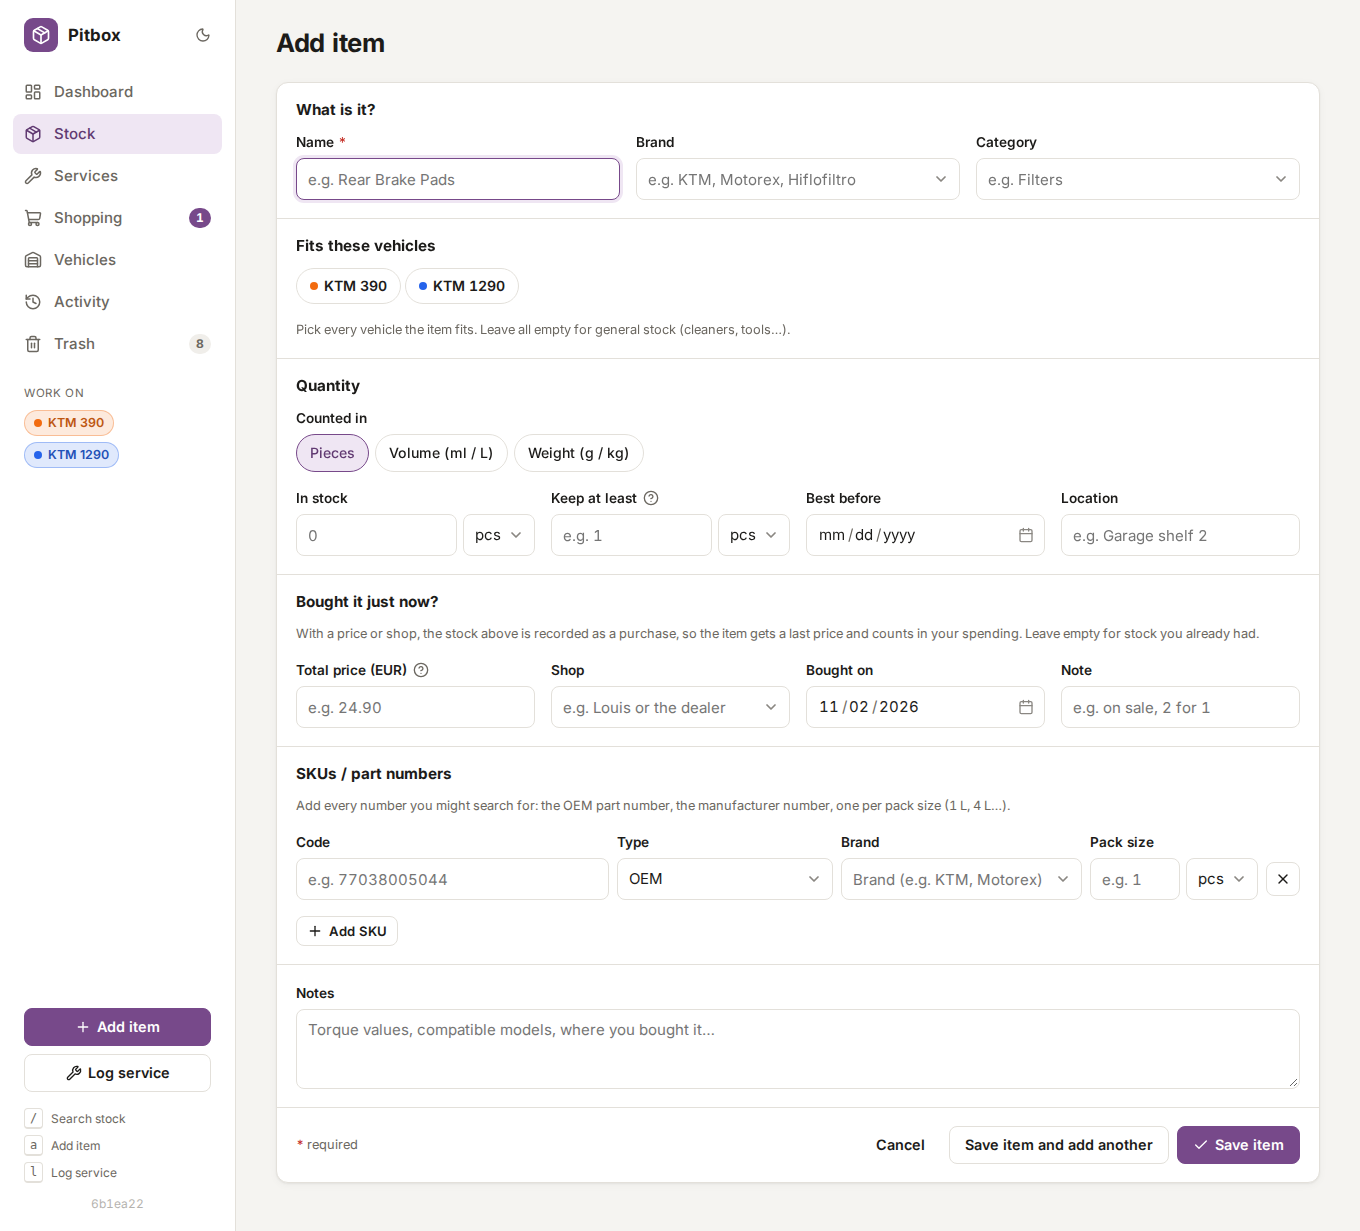 Pitbox
Dashboard
Stock
Services
Shopping 1
Vehicles
Activity
Trash 8
WORK ON
KTM 390
KTM 1290
+ Add item
Log service
/ Search stock
a Add item
l Log service
6b1ea22
Add item
What is it?
Name * Brand Category
e.g. Rear Brake Pads e.g. KTM, Motorex, Hiflofiltro e.g. Filters
Fits these vehicles
KTM 390 KTM 1290
Pick every vehicle the item fits. Leave all empty for general stock (cleaners, tools…).
Quantity
Counted in
Pieces Volume (ml / L) Weight (g / kg)
In stock Keep at least Best before Location
0 pcs e.g. 1 pcs mm/dd/yyyy e.g. Garage shelf 2
Bought it just now?
With a price or shop, the stock above is recorded as a purchase, so the item gets a last price and counts in your spending. Leave empty for stock you already had.
Total price (EUR) Shop Bought on Note
e.g. 24.90 e.g. Louis or the dealer 11/02/2026 e.g. on sale, 2 for 1
SKUs / part numbers
Add every number you might search for: the OEM part number, the manufacturer number, one per pack size (1 L, 4 L…).
Code Type Brand Pack size
e.g. 77038005044 OEM Brand (e.g. KTM, Motorex) e.g. 1 pcs
+ Add SKU
Notes
Torque values, compatible models, where you bought it…
* required Cancel Save item and add another Save item